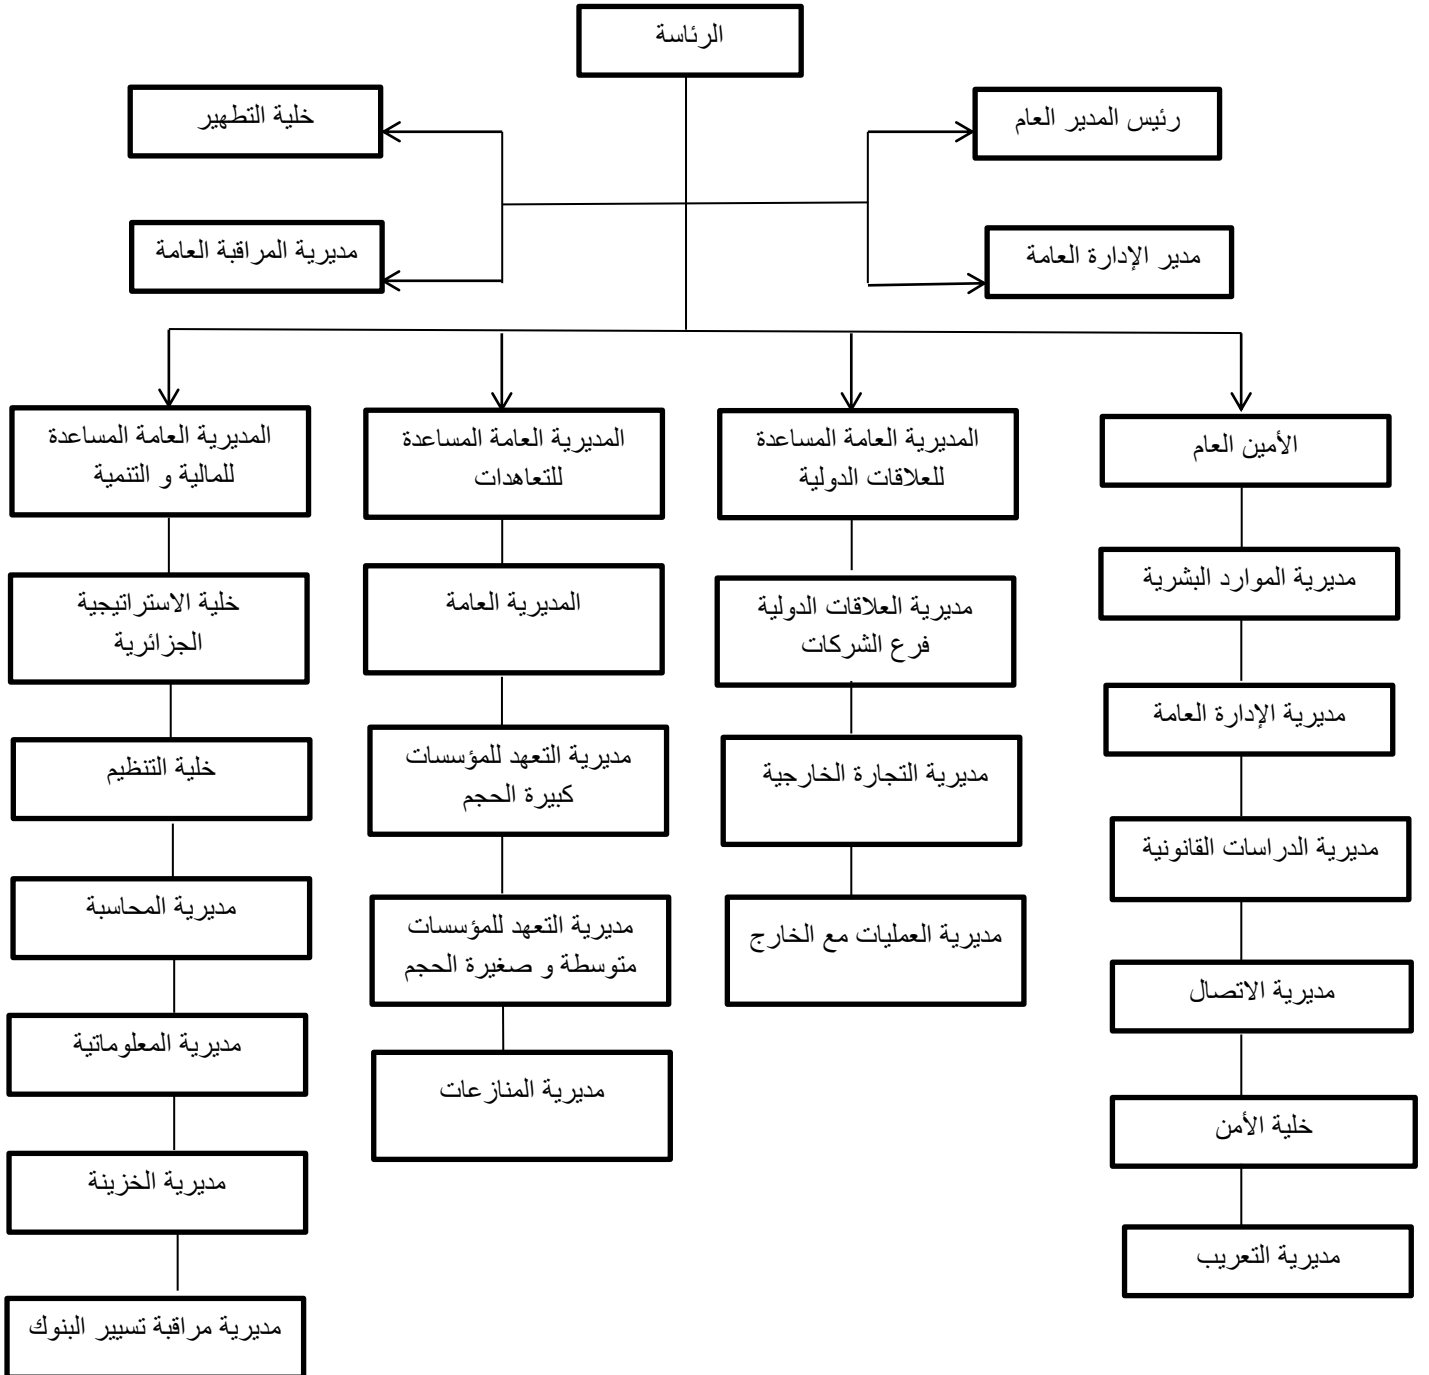 الرئاسة
رئيس المدير العام
خلية التطهير
مدير الإدارة العامة
مديرية المراقبة العامة
الأمين العام
مديرية الموارد البشرية
مديرية الإدارة العامة
مديرية الدراسات القانونية
مديرية الاتصال
خلية الأمن
مديرية التعريب
المديرية العامة المساعدة
للعلاقات الدولية
مديرية العلاقات الدولية
فرع الشركات
مديرية التجارة الخارجية
مديرية العمليات مع الخارج
المديرية العامة المساعدة
للتعاهدات
المديرية العامة
مديرية التعهد للمؤسسات
كبيرة الحجم
مديرية التعهد للمؤسسات
متوسطة و صغيرة الحجم
مديرية المنازعات
المديرية العامة المساعدة
للمالية و التنمية
خلية الاستراتيجية
الجزائرية
خلية التنظيم
مديرية المحاسبة
مديرية المعلوماتية
مديرية الخزينة
مديرية مراقبة تسيير البنوك